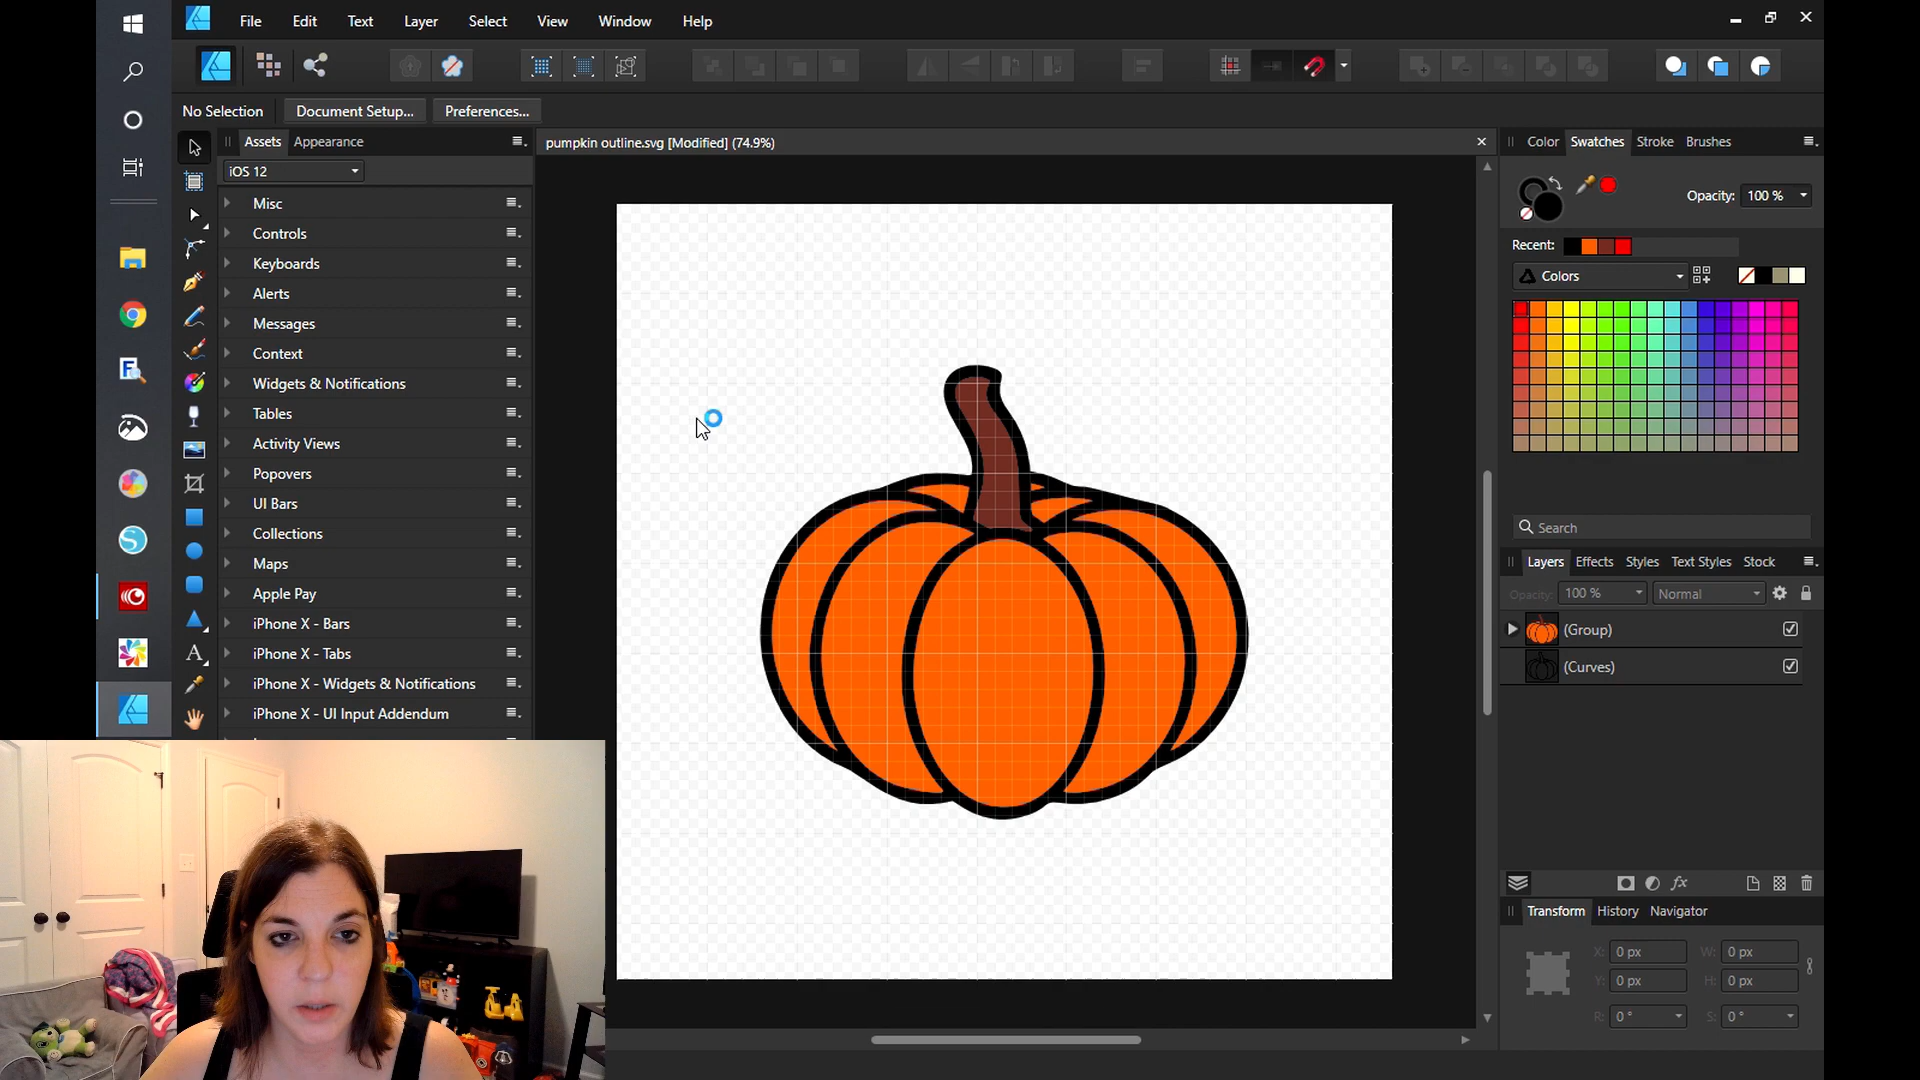 File Edit Text Layer Select View Window Help
No Selection Document Setup... Preferences...
Assets Appearance
pumpkin outline.svg [Modified] (74.9%)
iOS 12
Misc
Controls
Keyboards
Alerts
Messages
Context
Widgets & Notifications
Tables
Activity Views
Popovers
UI Bars
Collections
Maps
Apple Pay
iPhone X - Bars
iPhone X - Tabs
iPhone X - Widgets & Notifications
iPhone X - UI Input Addendum
Color Swatches Stroke Brushes
Opacity: 100 %
Recent:
Colors
Search
Layers Effects Styles Text Styles Stock
Opacity: 100 % Normal
(Group)
(Curves)
Transform History Navigator
X: 0 px W: 0 px
Y: 0 px H: 0 px
R: 0 ° S: 0 °